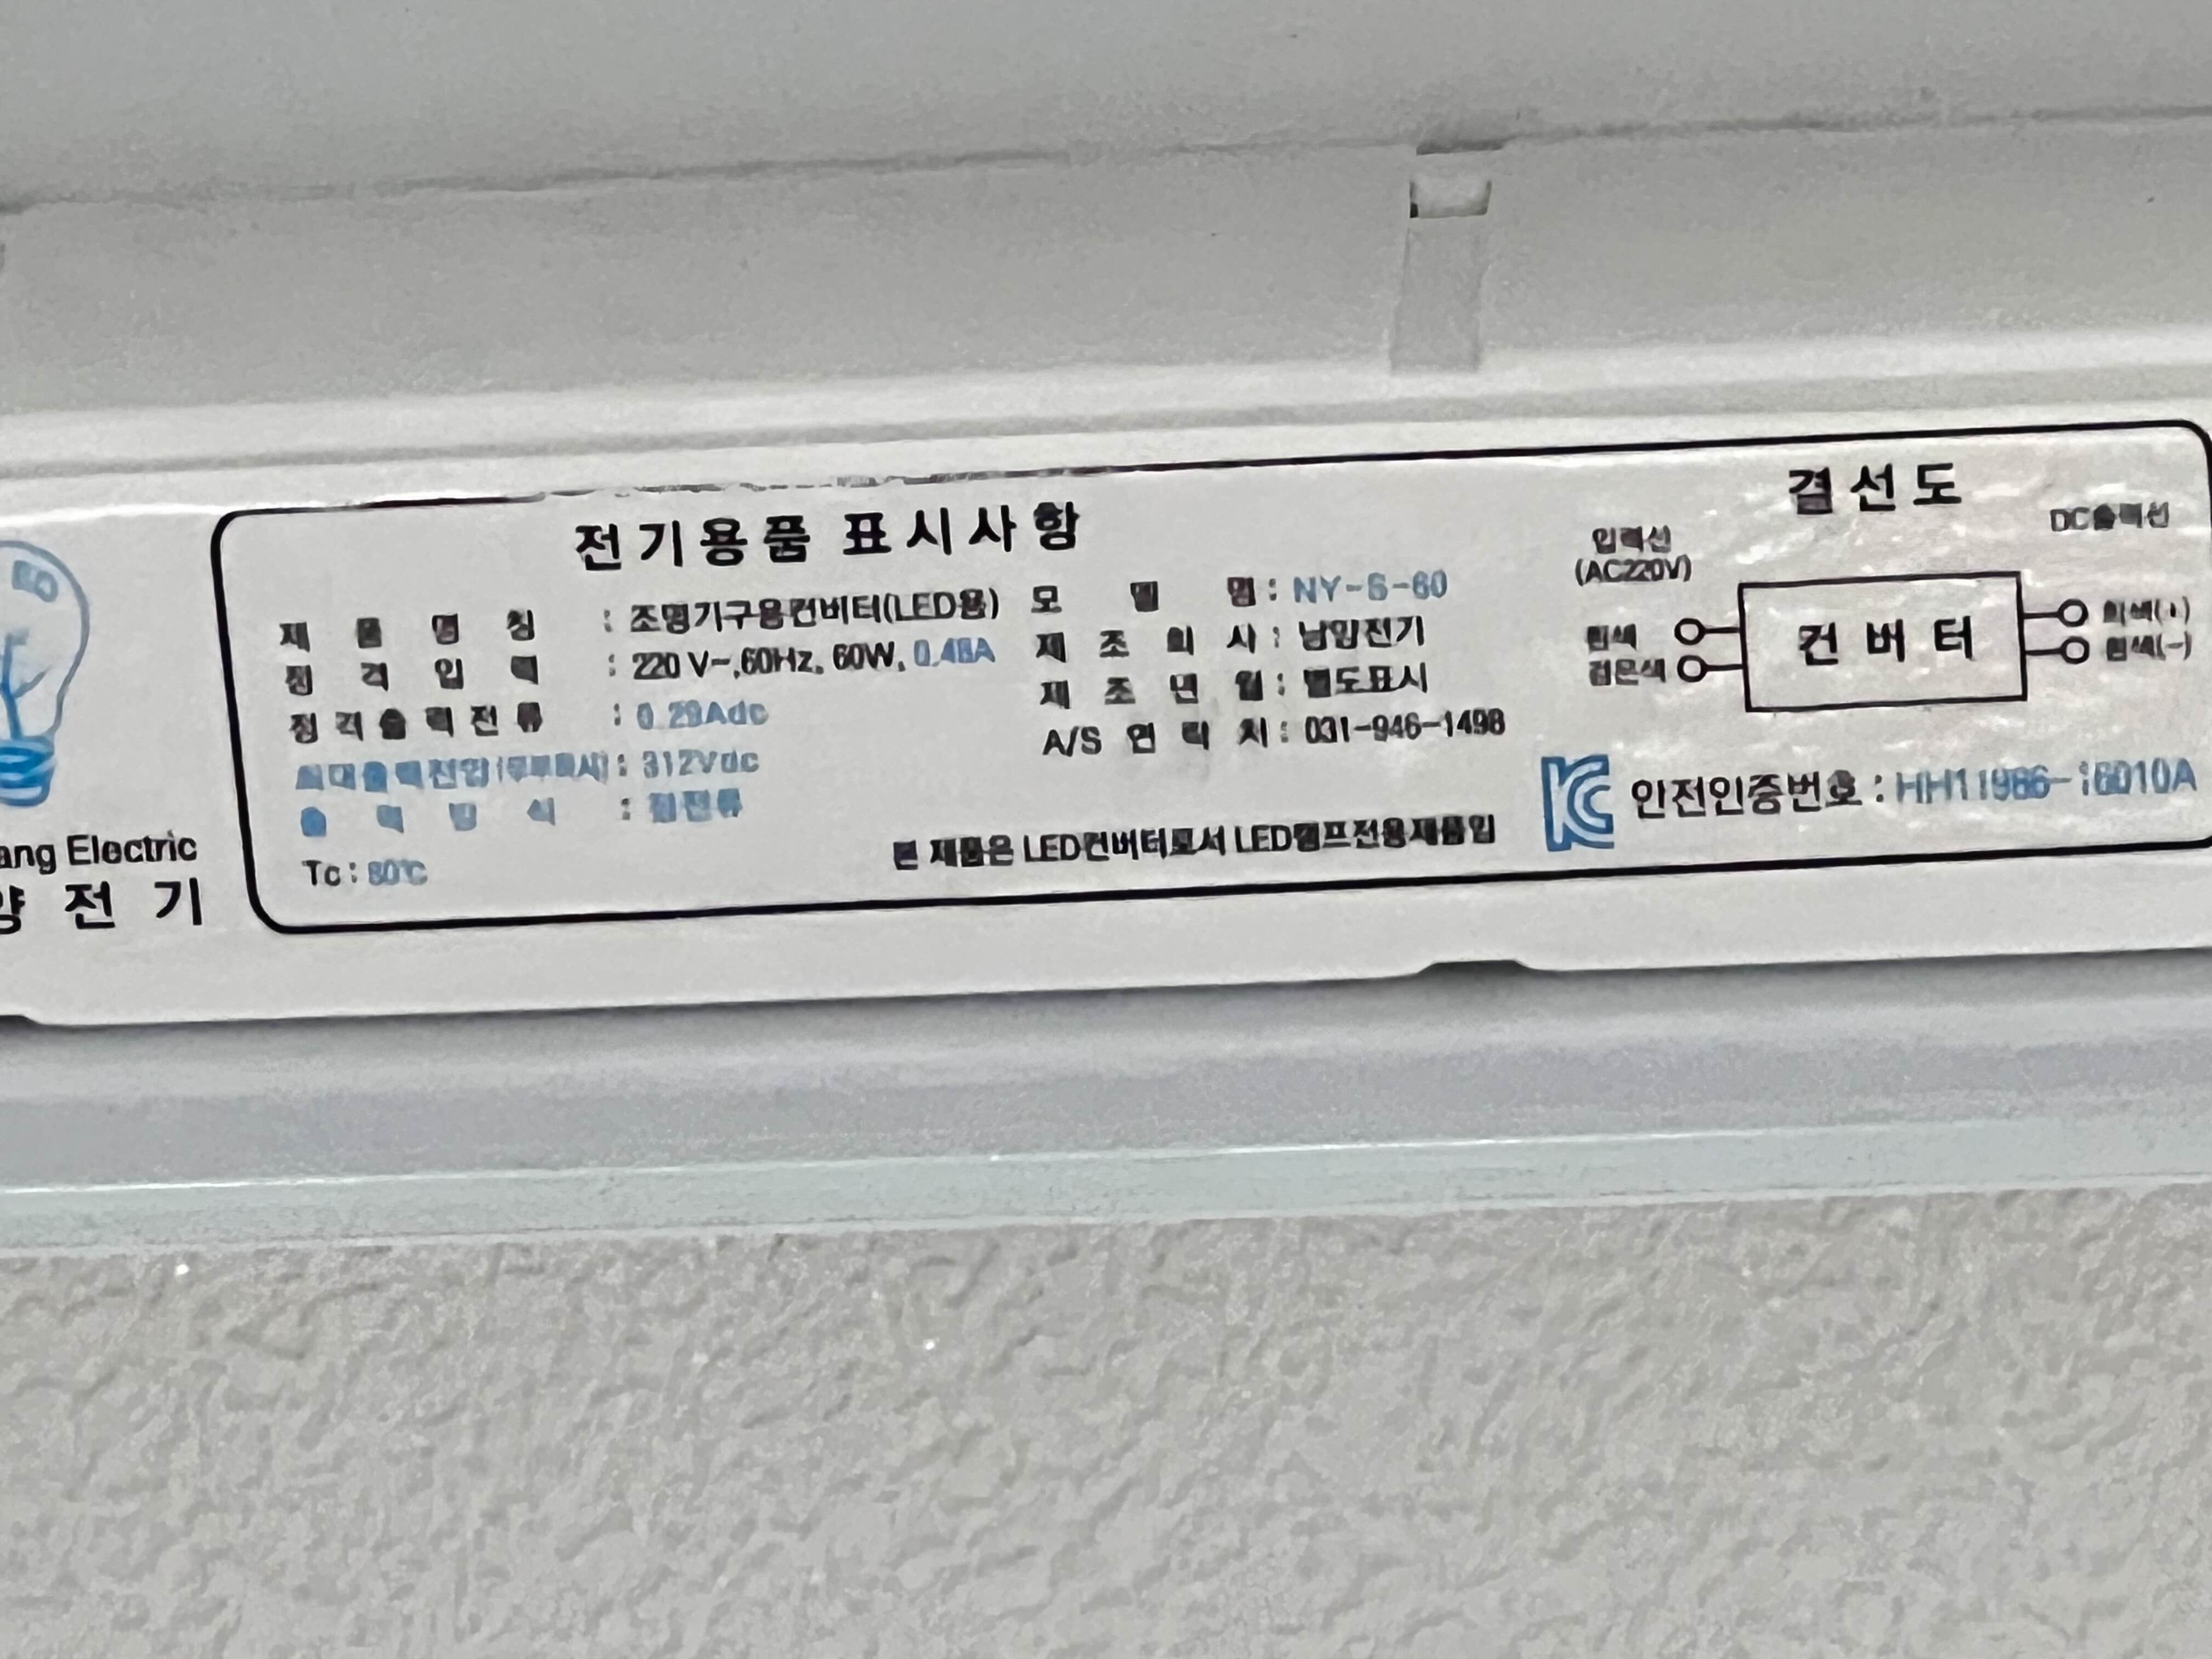 전기용품 표시사항
제 품 명 칭 : 조명기구용컨버터(LED용)
정 격 입 력 : 220 V~,60Hz, 60W, 0.48A
정격출력전류 : 0.29Adc
최대출력전압(무부하시) : 312Vdc
출 력 방 식 : 정전류
Tc : 80℃
모 델 명 : NY-S-60
제 조 회 사 : 남양전기
제 조 년 월 : 별도표시
A/S 연 락 처 : 031-946-1498
본 제품은 LED컨버터로서 LED램프전용제품임
결선도
입력선
(AC220V)
DC출력선
흰색
검은색
컨버터
회색(+)
흰색(-)
안전인증번호 : HH11986-16010A
ang Electric
양 전 기